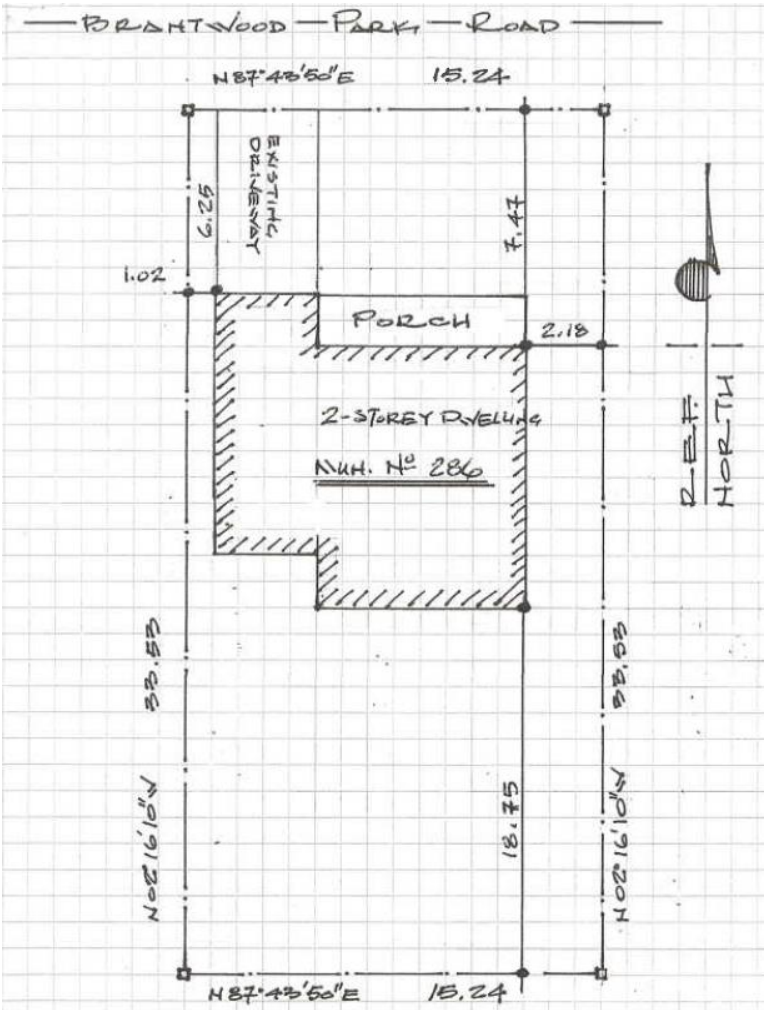 BRANTWOOD PARK ROAD
N87°43'50"E 15.24
EXISTING
DRIVEWAY
6.25
7.47
1.02
PORCH
2.18
2-STOREY DWELLING
MUN. Nº 286
REF.
NORTH
33.53
33.53
N02°16'10"W
18.75
N02°16'10"W
N87°43'50"E 15.24